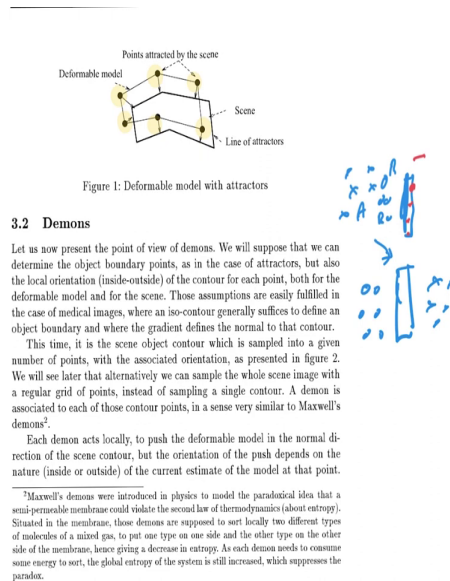 Points attracted by the scene
Deformable model
Scene
Line of attractors
Figure 1: Deformable model with attractors
3.2 Demons
Let us now present the point of view of demons. We will suppose that we can
determine the object boundary points, as in the case of attractors, but also
the local orientation (inside-outside) of the contour for each point, both for the
deformable model and for the scene. Those assumptions are easily fulfilled in
the case of medical images, where an iso-contour generally suffices to define an
object boundary and where the gradient defines the normal to that contour.
This time, it is the scene object contour which is sampled into a given
number of points, with the associated orientation, as presented in figure 2.
We will see later that alternatively we can sample the whole scene image with
a regular grid of points, instead of sampling a single contour. A demon is
associated to each of those contour points, in a sense very similar to Maxwell's
demons2.
Each demon acts locally, to push the deformable model in the normal di-
rection of the scene contour, but the orientation of the push depends on the
nature (inside or outside) of the current estimate of the model at that point.
2Maxwell's demons were introduced in physics to model the paradoxical idea that a
semi-permeable membrane could violate the second law of thermodynamics (about entropy).
Situated in the membrane, those demons are supposed to sort locally two different types
of molecules of a mixed gas, to put one type on one side and the other type on the other
side of the membrane, hence giving a decrease in entropy. As each demon needs to consume
some energy to sort, the global entropy of the system is still increased, which suppresses the
paradox.